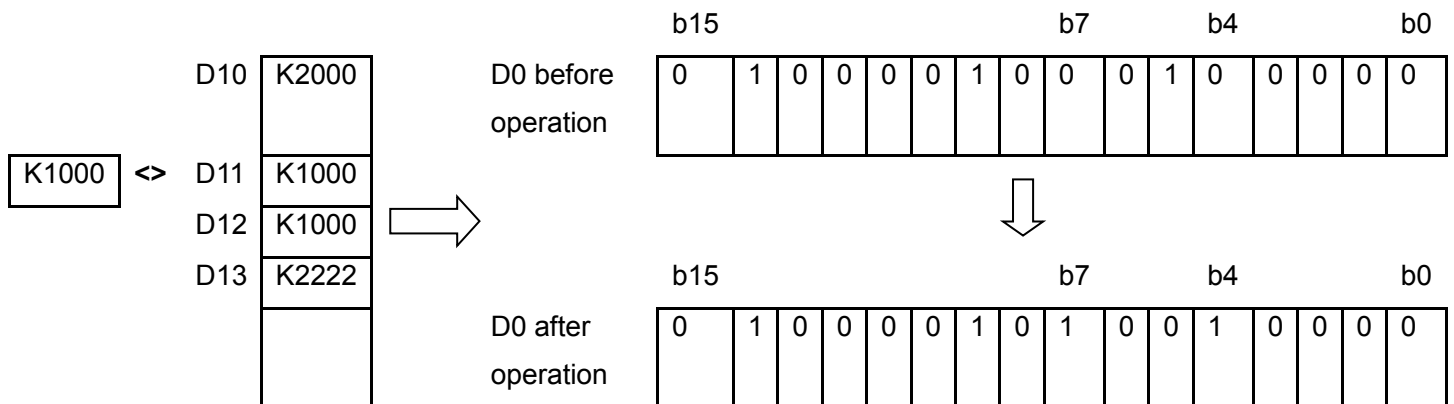 b15 b7 b4 b0
D10 K2000 D0 before 0 1 0 0 0 0 1 0 0 0 1 0 0 0 0 0
operation
K1000 <> D11 K1000
D12 K1000
D13 K2222 b15 b7 b4 b0
D0 after 0 1 0 0 0 0 1 0 1 0 0 1 0 0 0 0
operation